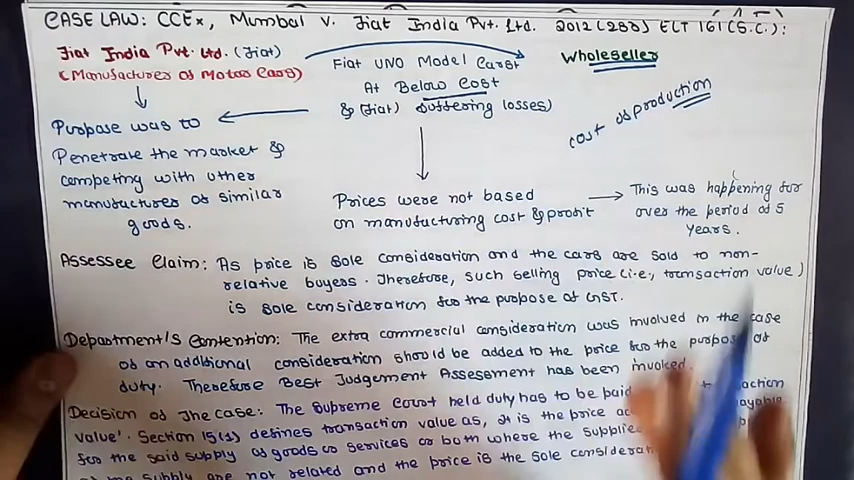 CASE LAW: CCEx, Mumbai V. Fiat India Pvt. Ltd. 2012 (283) ELT 161 (S.C.):
Fiat India Pvt. Ltd. (Fiat)
(Manufactures of Motor Cars)
Fiat UNO Model Cars
At Below Cost
& (Fiat) suffering losses)
Wholeseller
cost of production
Purpose was to
Penetrate the market &
competing with other
manufactures of similar
goods.
Prices were not based
on manufacturing cost & profit
This was happening for
over the period of 5
Years.
Assessee Claim: As price is sole consideration and the cars are sold to non-
relative buyers. Therefore, such selling price (i.e., transaction value)
is sole consideration for the purpose of GST.
Department's Contention: The extra commercial consideration was involved in the case
of an additional consideration should be added to the price for the purpose of
duty. Therefore Best Judgement Assessment has been invoked.
Decision of The case: The Supreme Court held duty has to be paid
value'. Section 15(1) defines transaction value as, it is the price payable
for the said supply of goods or services or both where the supplier
supply are not related and the price is the sole